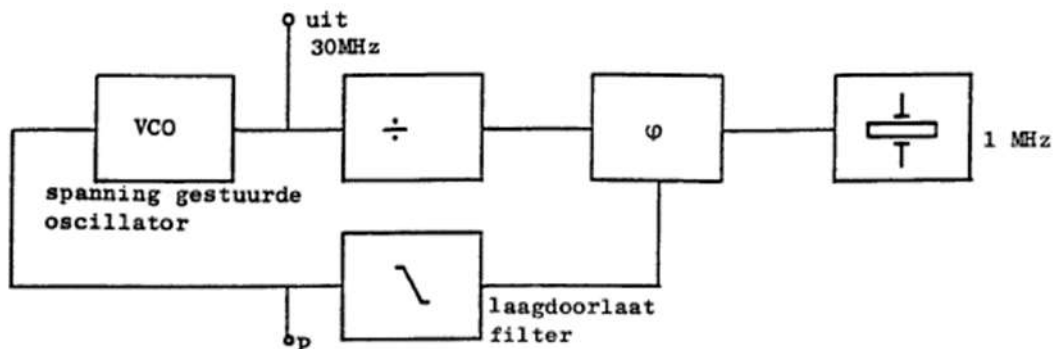 uit
30MHz
VCO
÷
φ
1 MHz
spanning gestuurde
oscillator
laagdoorlaat
filter
p